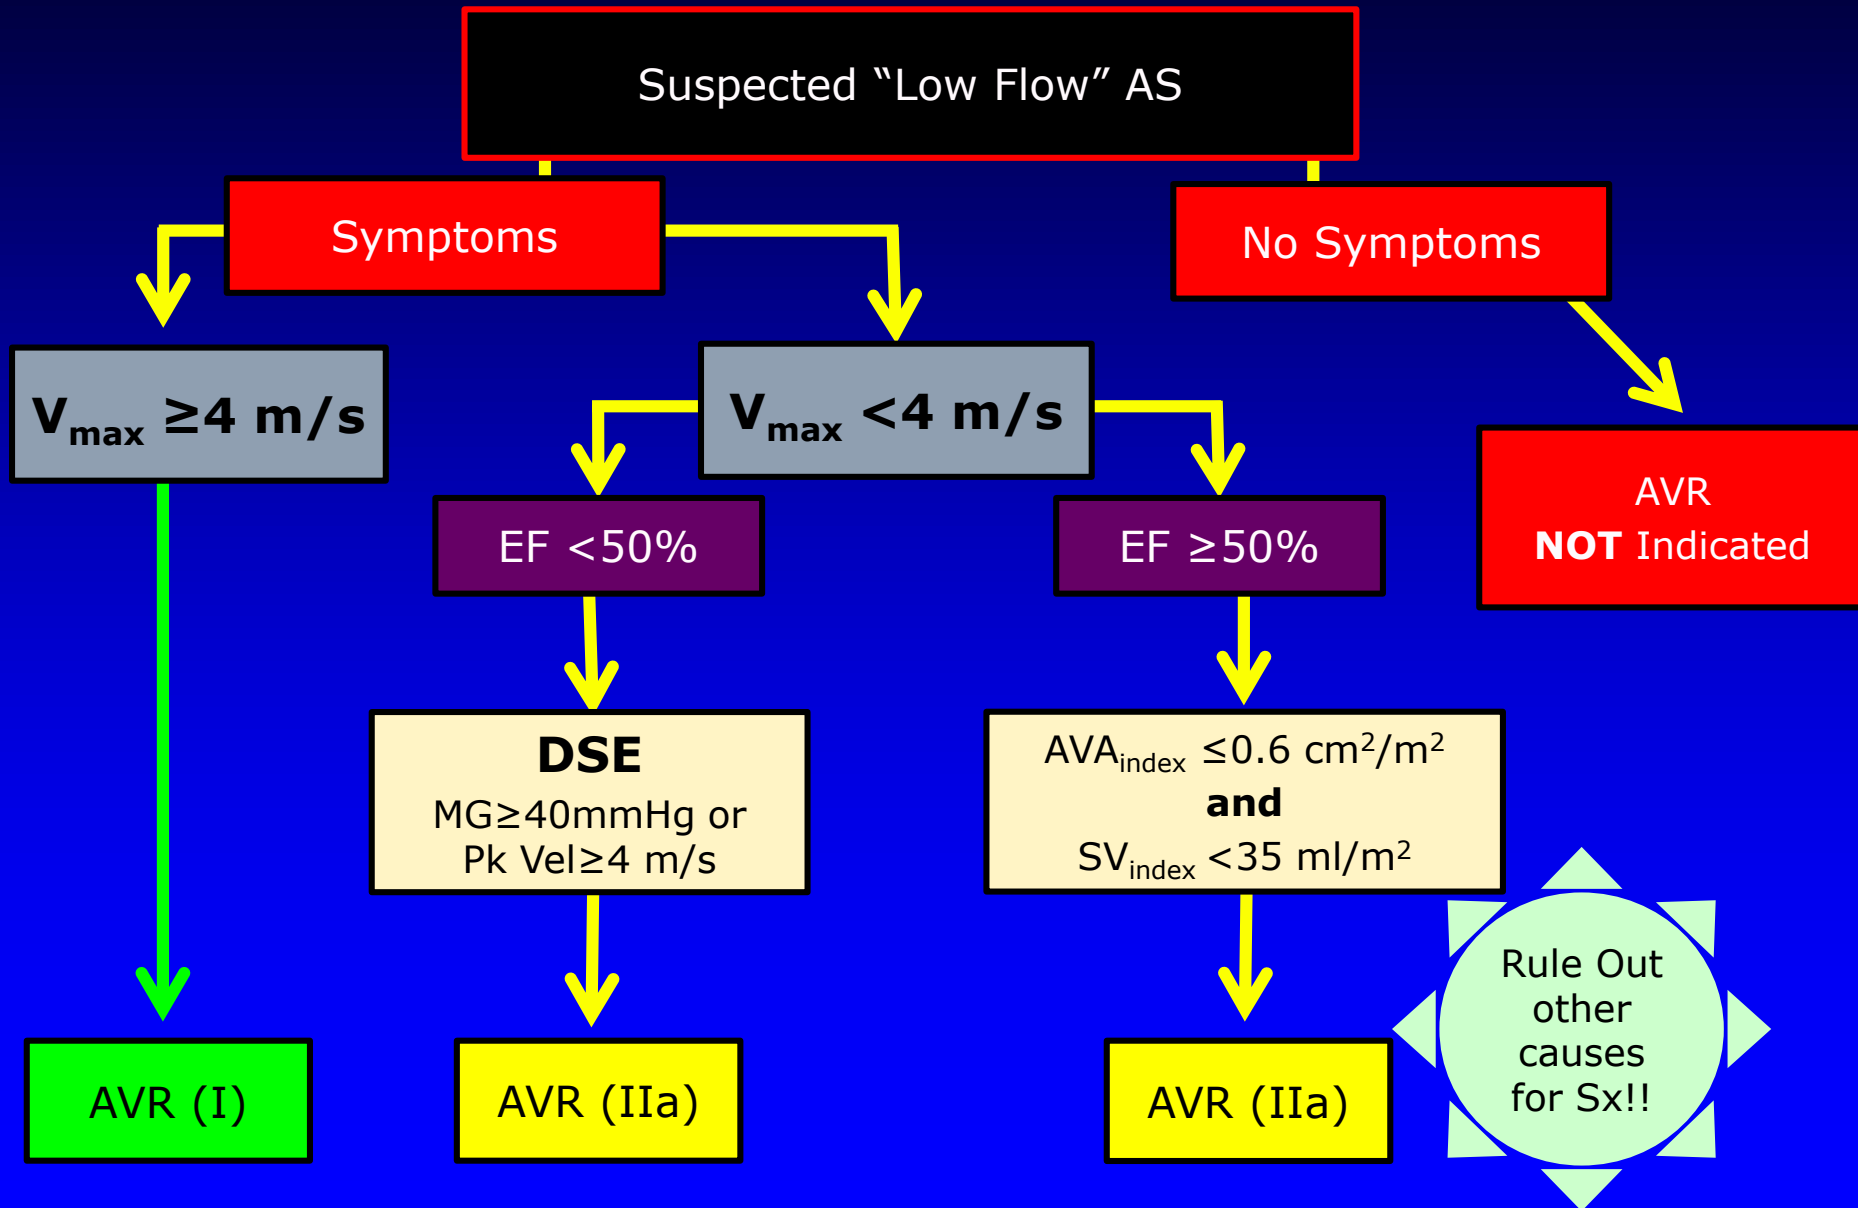 Suspected “Low Flow” AS
Symptoms
No Symptoms
Vmax ≥4 m/s
Vmax <4 m/s
AVR
NOT Indicated
EF <50%
EF ≥50%
DSE
MG≥40mmHg or
Pk Vel≥4 m/s
AVAindex ≤0.6 cm²/m²
and
SVindex <35 ml/m²
Rule Out
other
causes
for Sx!!
AVR (I)
AVR (IIa)
AVR (IIa)